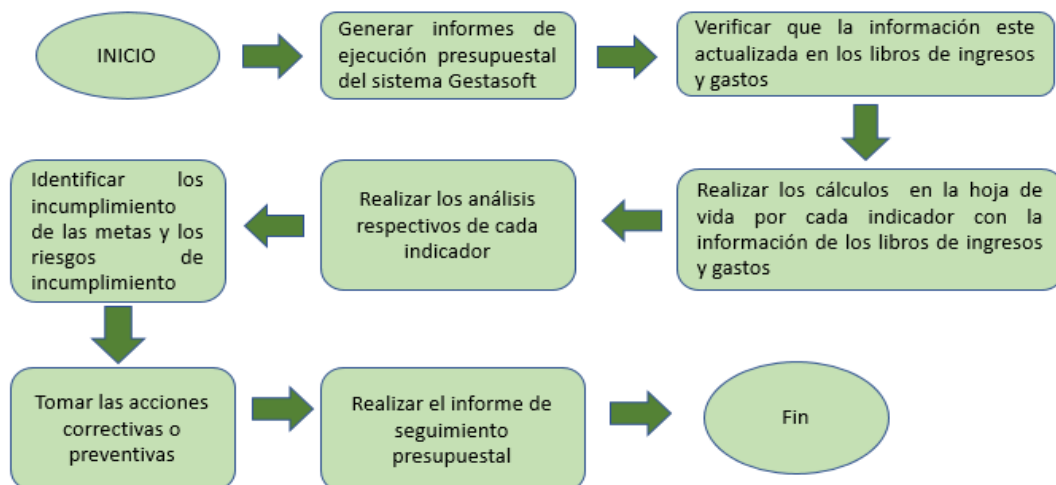 INICIO
Generar informes de
ejecución presupuestal
del sistema Gestasoft
Verificar que la información este
actualizada en los libros de ingresos
y gastos
Realizar los cálculos en la hoja de
vida por cada indicador con la
información de los libros de ingresos
y gastos
Realizar los análisis
respectivos de cada
indicador
Identificar los
incumplimiento
de las metas y los
riesgos de
incumplimiento
Tomar las acciones
correctivas o
preventivas
Realizar el informe de
seguimiento
presupuestal
Fin